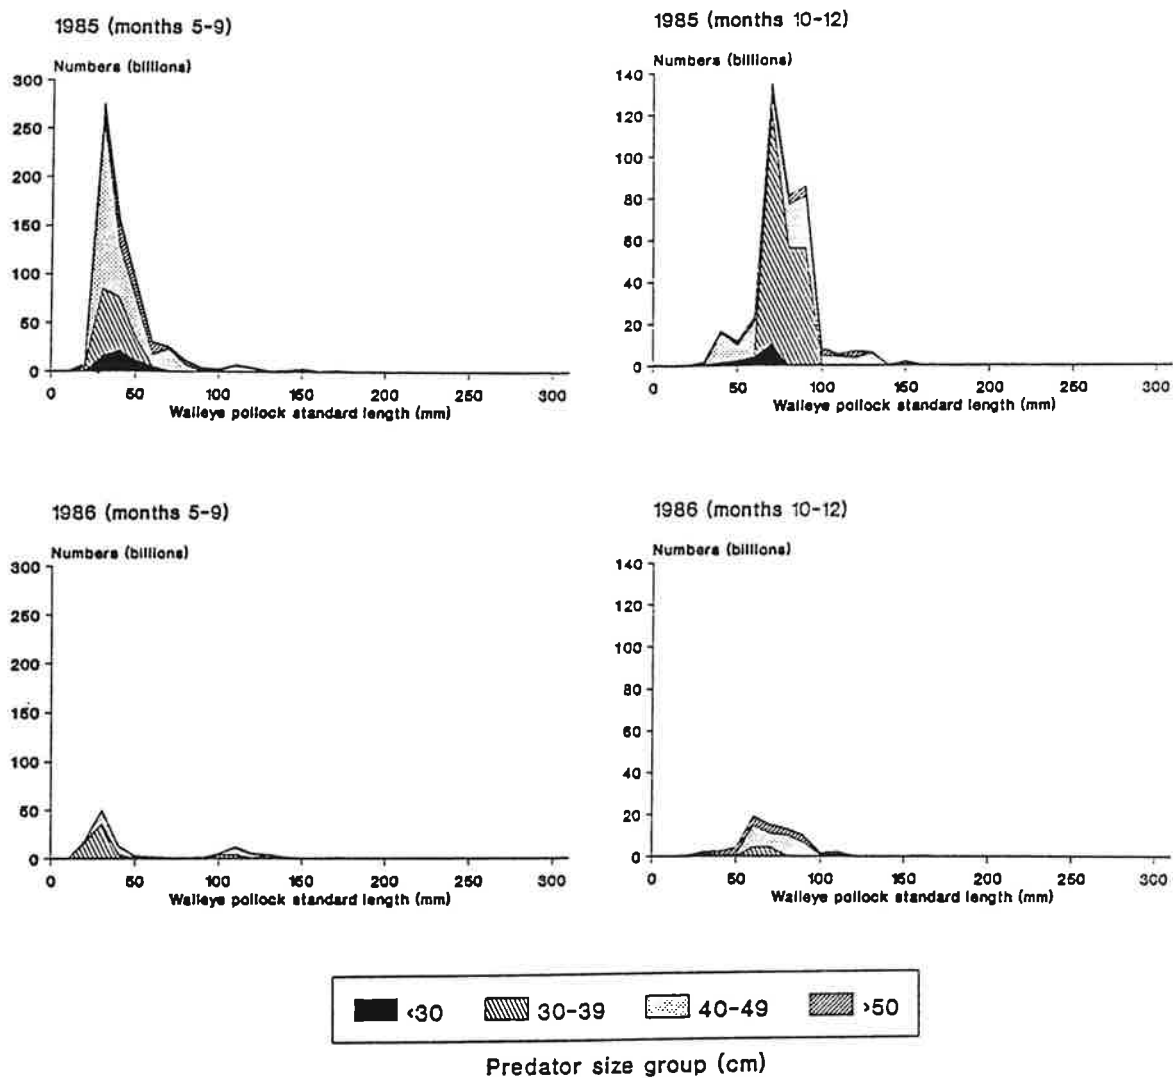 1985 (months 5-9)
Numbers (billions)
300
250
200
150
100
50
0
0 50 100 150 200 250 300
Walleye pollock standard length (mm)
1985 (months 10-12)
Numbers (billions)
140
120
100
80
60
40
20
0
0 50 100 150 200 250 300
Walleye pollock standard length (mm)
1986 (months 5-9)
Numbers (billions)
300
250
200
150
100
50
0
0 50 100 150 200 250 300
Walleye pollock standard length (mm)
1986 (months 10-12)
Numbers (billions)
140
120
100
80
60
40
20
0
0 50 100 150 200 250 300
Walleye pollock standard length (mm)
<30 30-39 40-49 >50
Predator size group (cm)